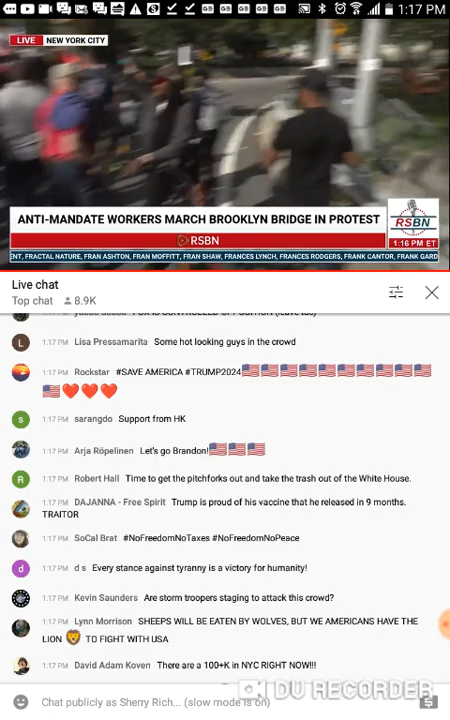 1:17 PM
LIVE NEW YORK CITY
ANTI-MANDATE WORKERS MARCH BROOKLYN BRIDGE IN PROTEST
RSBN
RSBN
1:16 PM ET
ENT, FRACTAL NATURE, FRAN ASHTON, FRAN MOFFITT, FRAN SHAW, FRANCES LYNCH, FRANCES RODGERS, FRANK CANTOR, FRANK GARD
Live chat
Top chat 8.9K
1:17 PM Lisa Pressamarita Some hot looking guys in the crowd
1:17 PM Rockstar #SAVE AMERICA #TRUMP2024🇺🇸🇺🇸🇺🇸🇺🇸🇺🇸🇺🇸🇺🇸🇺🇸🇺🇸🇺🇸
🇺🇸❤️❤️❤️
1:17 PM sarangdo Support from HK
1:17 PM Arja Röpelinen Let's go Brandon!🇺🇸🇺🇸🇺🇸
1:17 PM Robert Hall Time to get the pitchforks out and take the trash out of the White House.
1:17 PM DAJANNA - Free Spirit Trump is proud of his vaccine that he released in 9 months.
TRAITOR
1:17 PM SoCal Brat #NoFreedomNoTaxes #NoFreedomNoPeace
1:17 PM d s Every stance against tyranny is a victory for humanity!
1:17 PM Kevin Saunders Are storm troopers staging to attack this crowd?
1:17 PM Lynn Morrison SHEEPS WILL BE EATEN BY WOLVES, BUT WE AMERICANS HAVE THE
LION 🦁 TO FIGHT WITH USA
1:17 PM David Adam Koven There are a 100+K in NYC RIGHT NOW!!!
Chat publicly as Sherry Rich... (slow mode is on)
DU RECORDER